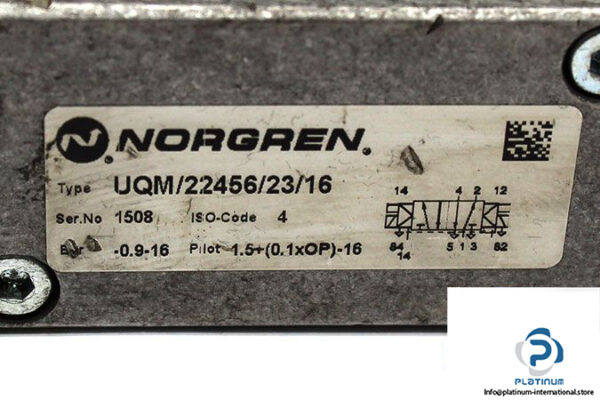 NORGREN.
Type UQM/22456/23/16
Ser.No 1508 ISO-Code 4
Bar -0.9-16 Pilot 1.5+(0.1xOP)-16
14 4 2 12
84 5 1 3 82
14
PLATINUM
Info@platinum-international.store